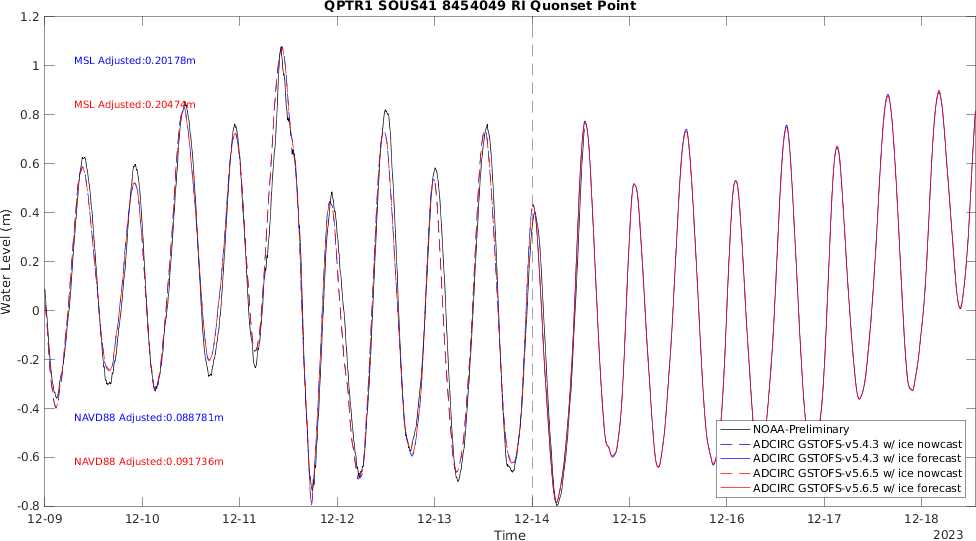 QPTR1 SOUS41 8454049 RI Quonset Point
1.2
1
0.8
0.6
0.4
0.2
0
-0.2
-0.4
-0.6
-0.8
Water Level (m)
MSL Adjusted:0.20178m
MSL Adjusted:0.20474m
NAVD88 Adjusted:0.088781m
NAVD88 Adjusted:0.091736m
NOAA-Preliminary
ADCIRC GSTOFS-v5.4.3 w/ ice nowcast
ADCIRC GSTOFS-v5.4.3 w/ ice forecast
ADCIRC GSTOFS-v5.6.5 w/ ice nowcast
ADCIRC GSTOFS-v5.6.5 w/ ice forecast
12-09 12-10 12-11 12-12 12-13 12-14 12-15 12-16 12-17 12-18
Time
2023